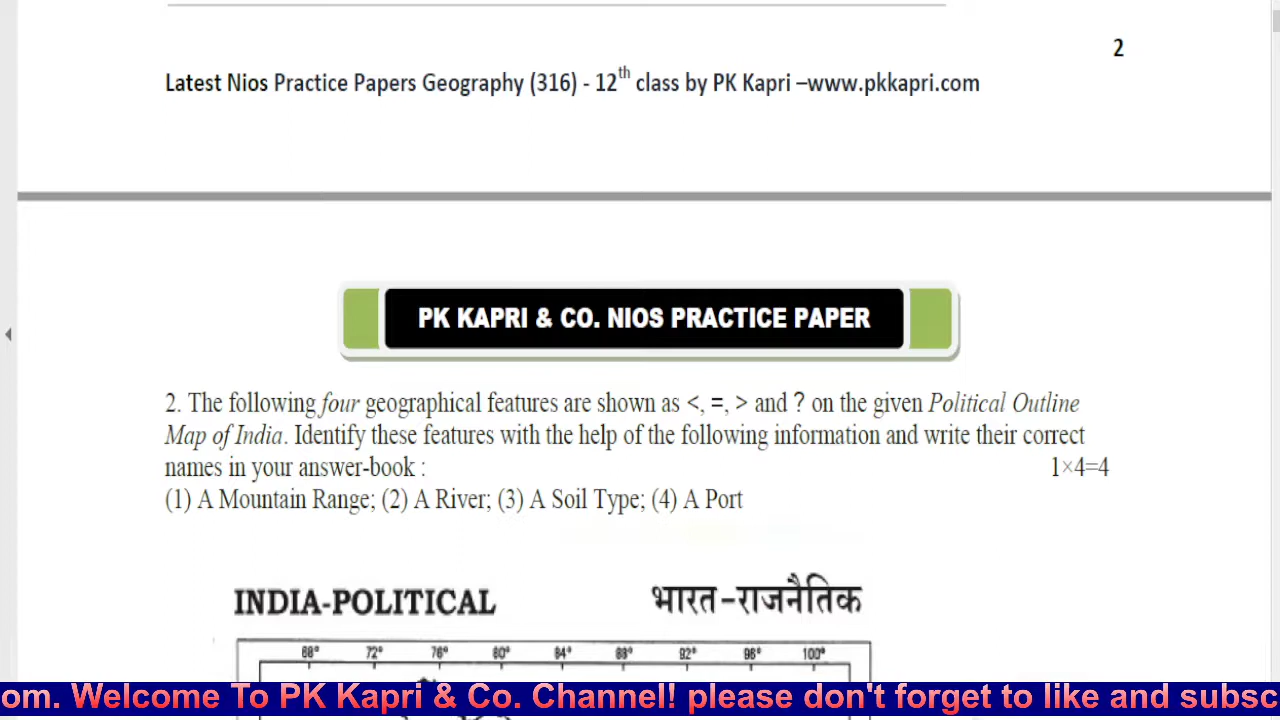 2
Latest Nios Practice Papers Geography (316) - 12th class by PK Kapri –www.pkkapri.com
PK KAPRI & CO. NIOS PRACTICE PAPER
2. The following four geographical features are shown as <, =, > and ? on the given Political Outline
Map of India. Identify these features with the help of the following information and write their correct
names in your answer-book : 1×4=4
(1) A Mountain Range; (2) A River; (3) A Soil Type; (4) A Port
INDIA-POLITICAL भारत-राजनैतिक
68° 72° 76° 80° 84° 88° 92° 96° 100°
om. Welcome To PK Kapri & Co. Channel! please don't forget to like and subsc